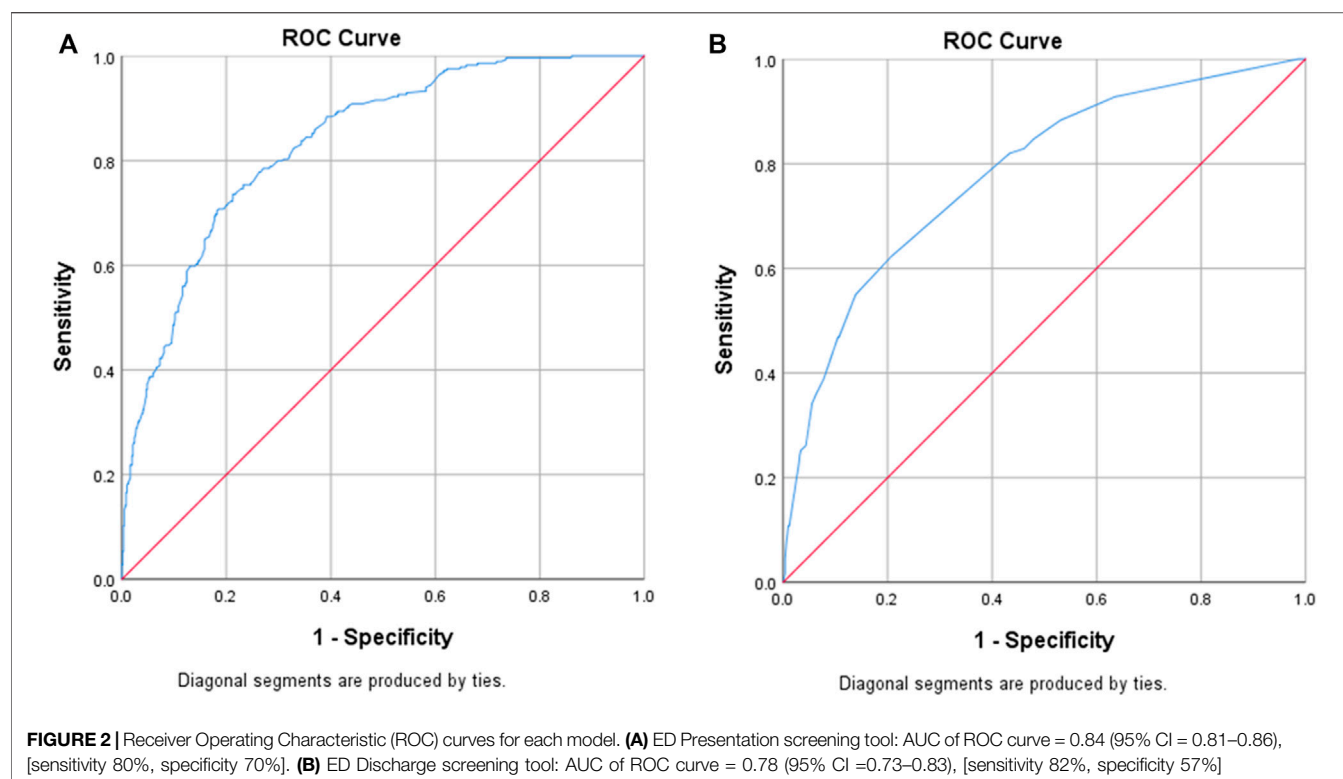 A
ROC Curve
1.0
0.8
0.6
0.4
0.2
0.0
Sensitivity
0.0 0.2 0.4 0.6 0.8 1.0
1 - Specificity
Diagonal segments are produced by ties.
B
ROC Curve
1.0
0.8
0.6
0.4
0.2
0.0
Sensitivity
0.0 0.2 0.4 0.6 0.8 1.0
1 - Specificity
Diagonal segments are produced by ties.
FIGURE 2 | Receiver Operating Characteristic (ROC) curves for each model. (A) ED Presentation screening tool: AUC of ROC curve = 0.84 (95% CI = 0.81–0.86),
[sensitivity 80%, specificity 70%]. (B) ED Discharge screening tool: AUC of ROC curve = 0.78 (95% CI =0.73–0.83), [sensitivity 82%, specificity 57%]